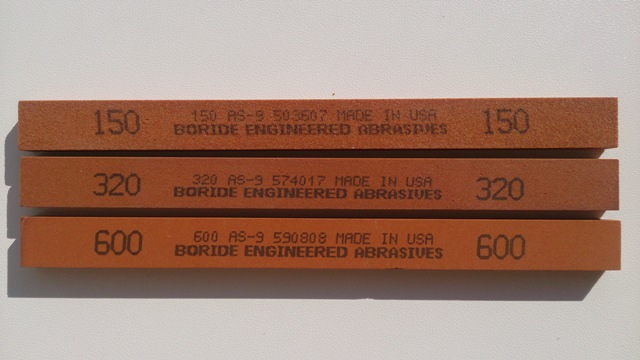 150 150 AS-9 503607 MADE IN USA 150
BORIDE ENGINEERED ABRASIVES
320 320 AS-9 574017 MADE IN USA 320
BORIDE ENGINEERED ABRASIVES
600 600 AS-9 590808 MADE IN USA 600
BORIDE ENGINEERED ABRASIVES